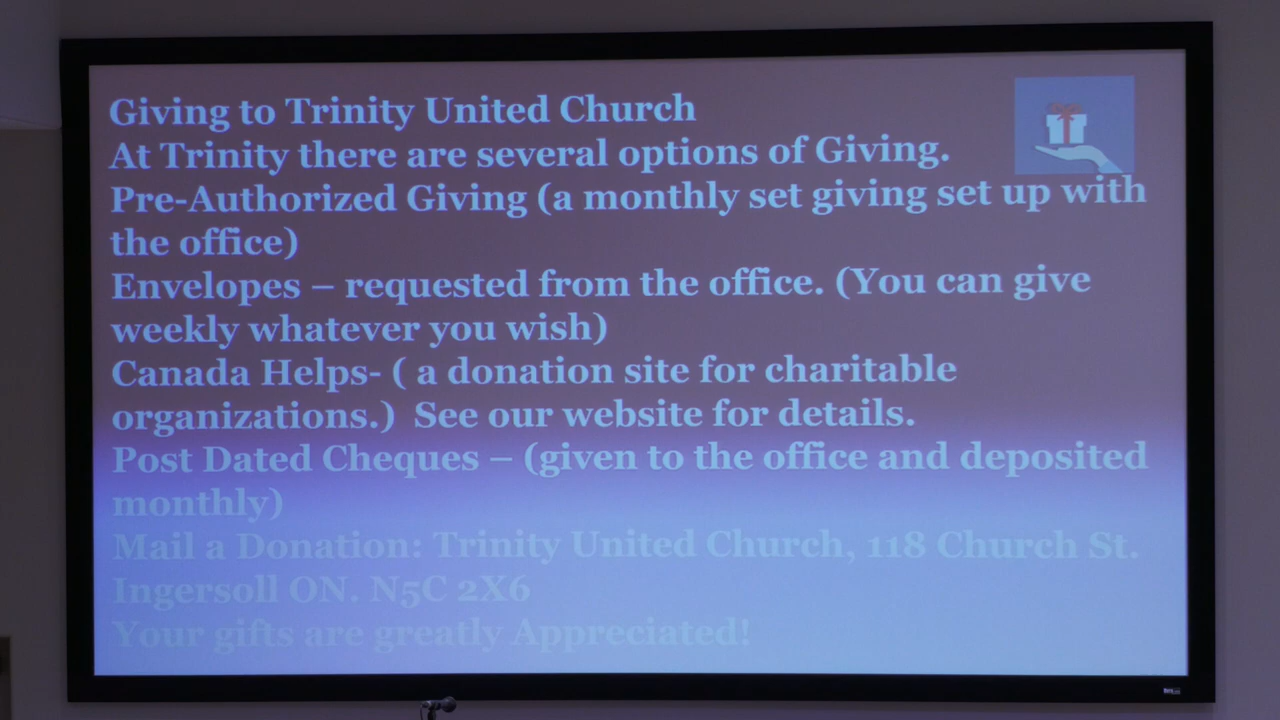 Giving to Trinity United Church
At Trinity there are several options of Giving.
Pre-Authorized Giving (a monthly set giving set up with
the office)
Envelopes – requested from the office. (You can give
weekly whatever you wish)
Canada Helps- ( a donation site for charitable
organizations.)  See our website for details.
Post Dated Cheques – (given to the office and deposited
monthly)
Mail a Donation: Trinity United Church, 118 Church St.
Ingersoll ON. N5C 2X6
Your gifts are greatly Appreciated!